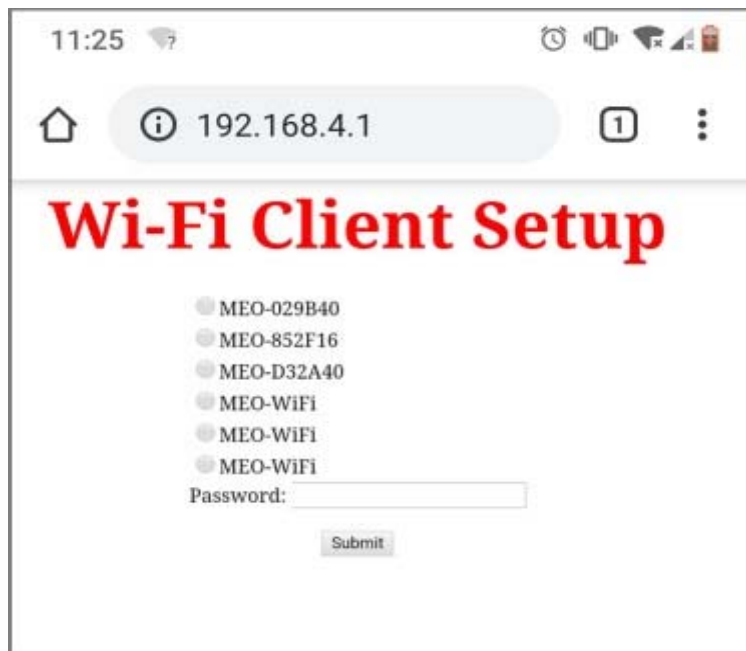 11:25
192.168.4.1
1
Wi-Fi Client Setup
MEO-029B40
MEO-852F16
MEO-D32A40
MEO-WiFi
MEO-WiFi
MEO-WiFi
Password:
Submit